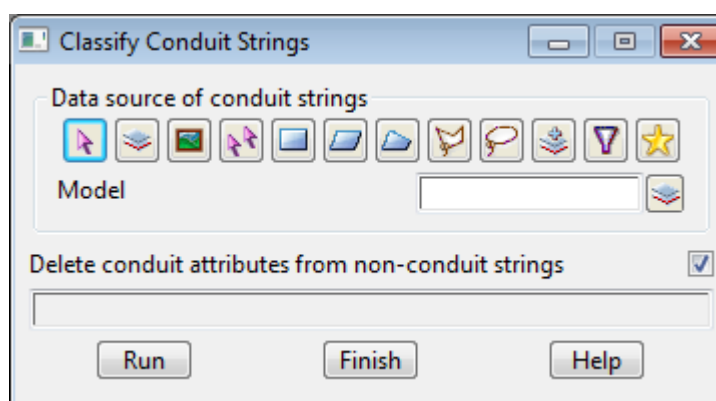 Classify Conduit Strings
Data source of conduit strings
Model
Delete conduit attributes from non-conduit strings
Run Finish Help